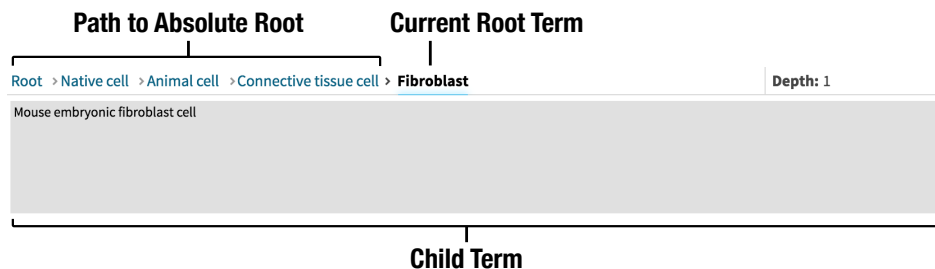 Path to Absolute Root Current Root Term
Root > Native cell > Animal cell > Connective tissue cell > Fibroblast Depth: 1
Mouse embryonic fibroblast cell
Child Term